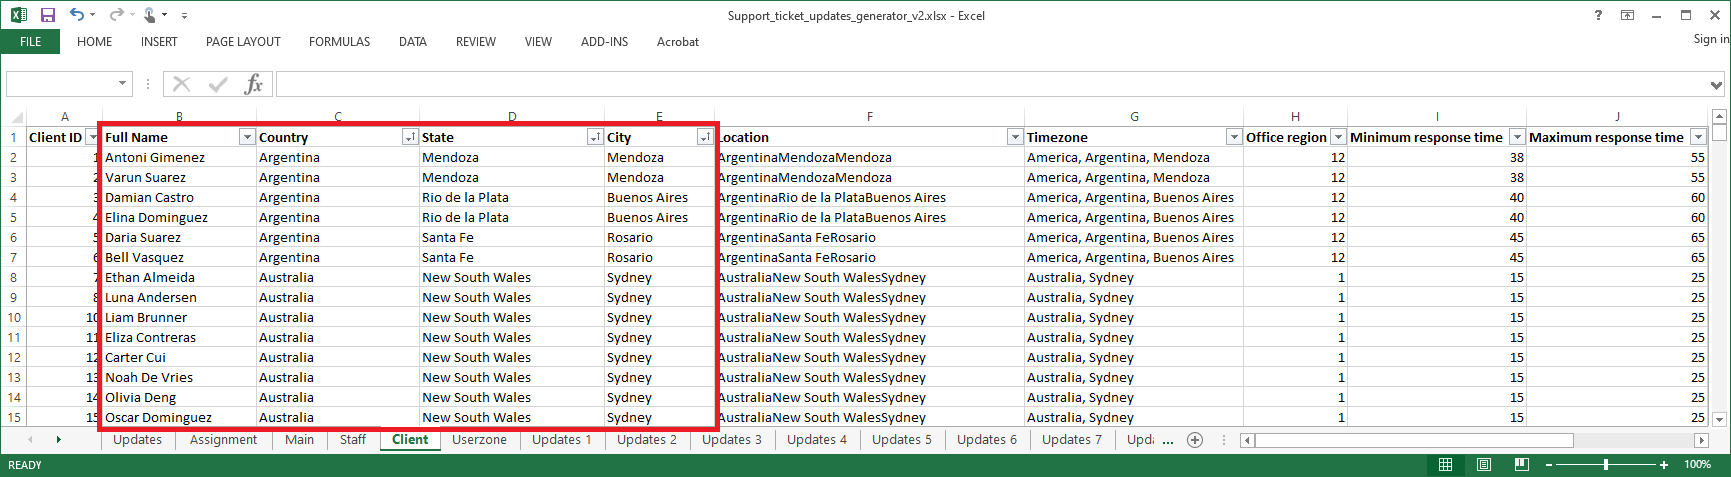 Support_ticket_updates_generator_v2.xlsx - Excel
?
FILE HOME INSERT PAGE LAYOUT FORMULAS DATA REVIEW VIEW ADD-INS Acrobat Sign in
fx
A B C D E F G H I J
1 Client ID Full Name Country State City Location Timezone Office region Minimum response time Maximum response time
2 1 Antoni Gimenez Argentina Mendoza Mendoza ArgentinaMendozaMendoza America, Argentina, Mendoza 12 38 55
3 2 Varun Suarez Argentina Mendoza Mendoza ArgentinaMendozaMendoza America, Argentina, Mendoza 12 38 55
4 3 Damian Castro Argentina Rio de la Plata Buenos Aires ArgentinaRio de la PlataBuenos Aires America, Argentina, Buenos Aires 12 40 60
5 4 Elina Dominguez Argentina Rio de la Plata Buenos Aires ArgentinaRio de la PlataBuenos Aires America, Argentina, Buenos Aires 12 40 60
6 5 Daria Suarez Argentina Santa Fe Rosario ArgentinaSanta FeRosario America, Argentina, Buenos Aires 12 45 65
7 6 Bell Vasquez Argentina Santa Fe Rosario ArgentinaSanta FeRosario America, Argentina, Buenos Aires 12 45 65
8 7 Ethan Almeida Australia New South Wales Sydney AustraliaNew South WalesSydney Australia, Sydney 1 15 25
9 8 Luna Andersen Australia New South Wales Sydney AustraliaNew South WalesSydney Australia, Sydney 1 15 25
10 10 Liam Brunner Australia New South Wales Sydney AustraliaNew South WalesSydney Australia, Sydney 1 15 25
11 11 Eliza Contreras Australia New South Wales Sydney AustraliaNew South WalesSydney Australia, Sydney 1 15 25
12 12 Carter Cui Australia New South Wales Sydney AustraliaNew South WalesSydney Australia, Sydney 1 15 25
13 13 Noah De Vries Australia New South Wales Sydney AustraliaNew South WalesSydney Australia, Sydney 1 15 25
14 14 Olivia Deng Australia New South Wales Sydney AustraliaNew South WalesSydney Australia, Sydney 1 15 25
15 15 Oscar Dominguez Australia New South Wales Sydney AustraliaNew South WalesSydney Australia, Sydney 1 15 25
Updates Assignment Main Staff Client Userzone Updates 1 Updates 2 Updates 3 Updates 4 Updates 5 Updates 6 Updates 7 Upda ...
READY 100%